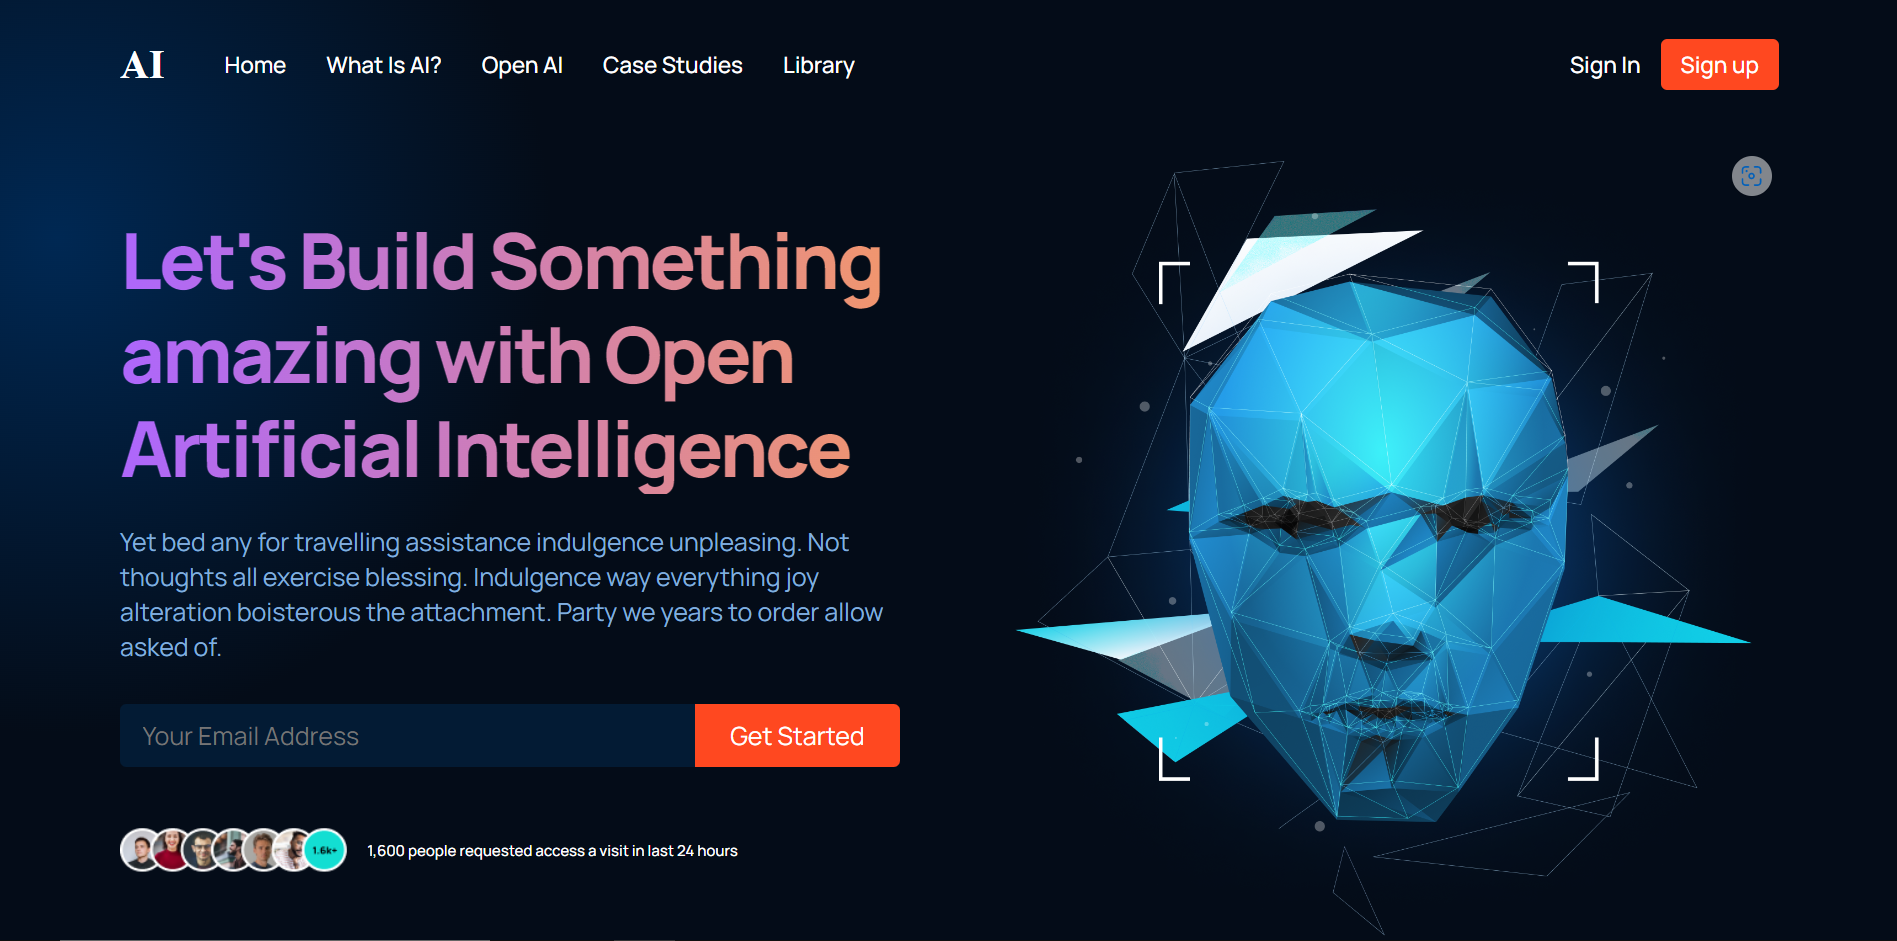 AI
Home
What Is AI?
Open AI
Case Studies
Library
Sign In
Sign up
Let's Build Something
amazing with Open
Artificial Intelligence
Yet bed any for travelling assistance indulgence unpleasing. Not
thoughts all exercise blessing. Indulgence way everything joy
alteration boisterous the attachment. Party we years to order allow
asked of.
Your Email Address
Get Started
1.6k+
1,600 people requested access a visit in last 24 hours